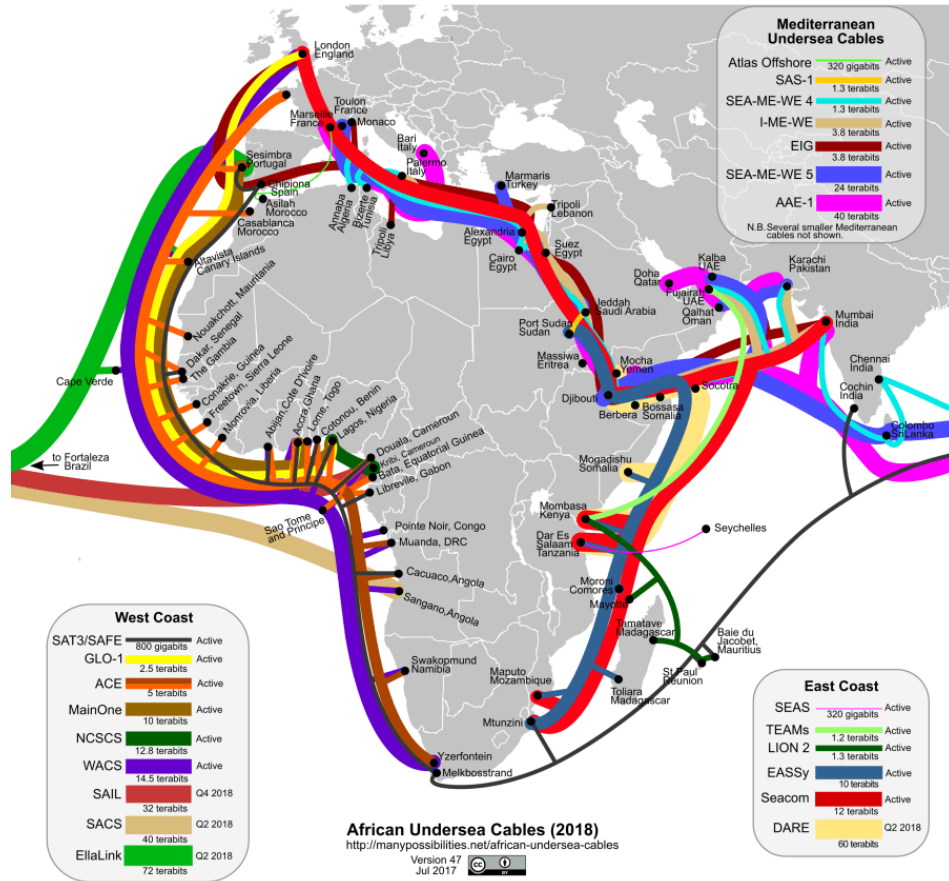 London
England
Toulon
France
Marseille
France
Monaco
Bari
Italy
Palermo
Italy
Sesimbra
Portugal
Chipiona
Spain
Asilah
Morocco
Casablanca
Morocco
Annaba
Algeria
Bizerte
Tunisia
Tripoli
Libya
Marmaris
Turkey
Tripoli
Lebanon
Alexandria
Egypt
Cairo
Egypt
Suez
Egypt
Altavista
Canary Islands
Doha
Qatar
Kalba
UAE
Fujairah
UAE
Qalhat
Oman
Karachi
Pakistan
Jeddah
Saudi Arabia
Port Sudan
Sudan
Mumbai
India
Chennai
India
Cochin
India
Colombo
Sri Lanka
Massiwa
Eritrea
Mocha
Yemen
Djibouti
Berbera
Bossasa
Somalia
Socotra
Nouakchott, Mauritania
Dakar, Senegal
The Gambia
Conakrie, Guinea
Freetown, Sierra Leone
Monrovia, Liberia
Abijan,Cote D'Ivoire
Accra,Ghana
Lome, Togo
Cotonou, Benin
Lagos, Nigeria
Douala, Cameroun
Kribi, Cameroun
Bata, Equatorial Guinea
Libreville, Gabon
Cape Verde
to Fortaleza
Brazil
Sao Tome
and Principe
Pointe Noir, Congo
Muanda, DRC
Cacuaco,Angola
Sangano,Angola
Mogadishu
Somalia
Mombasa
Kenya
Dar Es
Salaam
Tanzania
Seychelles
Moroni
Comores
Mayotte
Tamatave
Madagascar
Baie du
Jacobet,
Mauritius
St Paul
Reunion
Toliara
Madagascar
Swakopmund
Namibia
Maputo
Mozambique
Mtunzini
Yzerfontein
Melkbosstrand
Mediterranean
Undersea Cables
Atlas Offshore Active
320 gigabits
SAS-1 Active
1.3 terabits
SEA-ME-WE 4 Active
1.3 terabits
I-ME-WE Active
3.8 terabits
EIG Active
3.8 terabits
SEA-ME-WE 5 Active
24 terabits
AAE-1 Active
40 terabits
N.B.Several smaller Mediterranean
cables not shown.
West Coast
SAT3/SAFE Active
800 gigabits
GLO-1 Active
2.5 terabits
ACE Active
5 terabits
MainOne Active
10 terabits
NCSCS Active
12.8 terabits
WACS Active
14.5 terabits
SAIL Q4 2018
32 terabits
SACS Q2 2018
40 terabits
EllaLink Q2 2018
72 terabits
East Coast
SEAS Active
320 gigabits
TEAMs Active
1.2 terabits
LION 2 Active
1.3 terabits
EASSy Active
10 terabits
Seacom Active
12 terabits
DARE Q2 2018
60 terabits
African Undersea Cables (2018)
http://manypossibilities.net/african-undersea-cables
Version 47
Jul 2017
CC BY